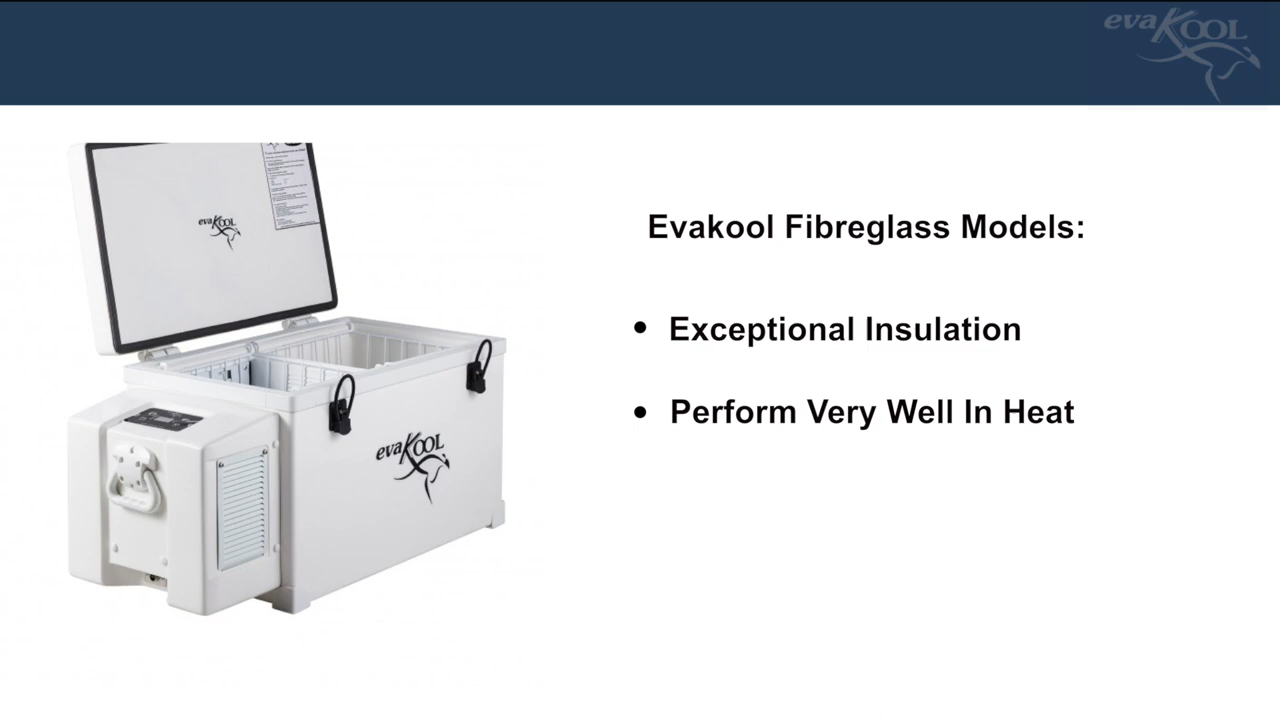 evaKOOL
evaKOOL
Evakool Fibreglass Models:
• Exceptional Insulation
• Perform Very Well In Heat
evaKOOL